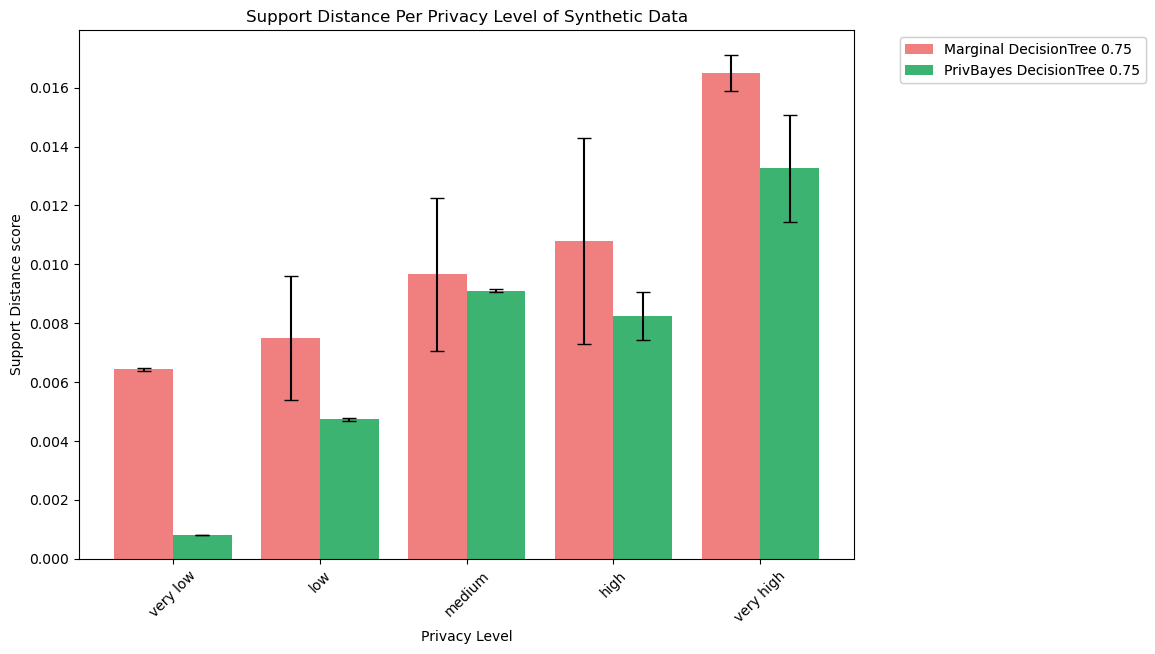 Support Distance Per Privacy Level of Synthetic Data
Marginal DecisionTree 0.75
PrivBayes DecisionTree 0.75
Support Distance score
0.016
0.014
0.012
0.010
0.008
0.006
0.004
0.002
0.000
very low
low
medium
high
very high
Privacy Level